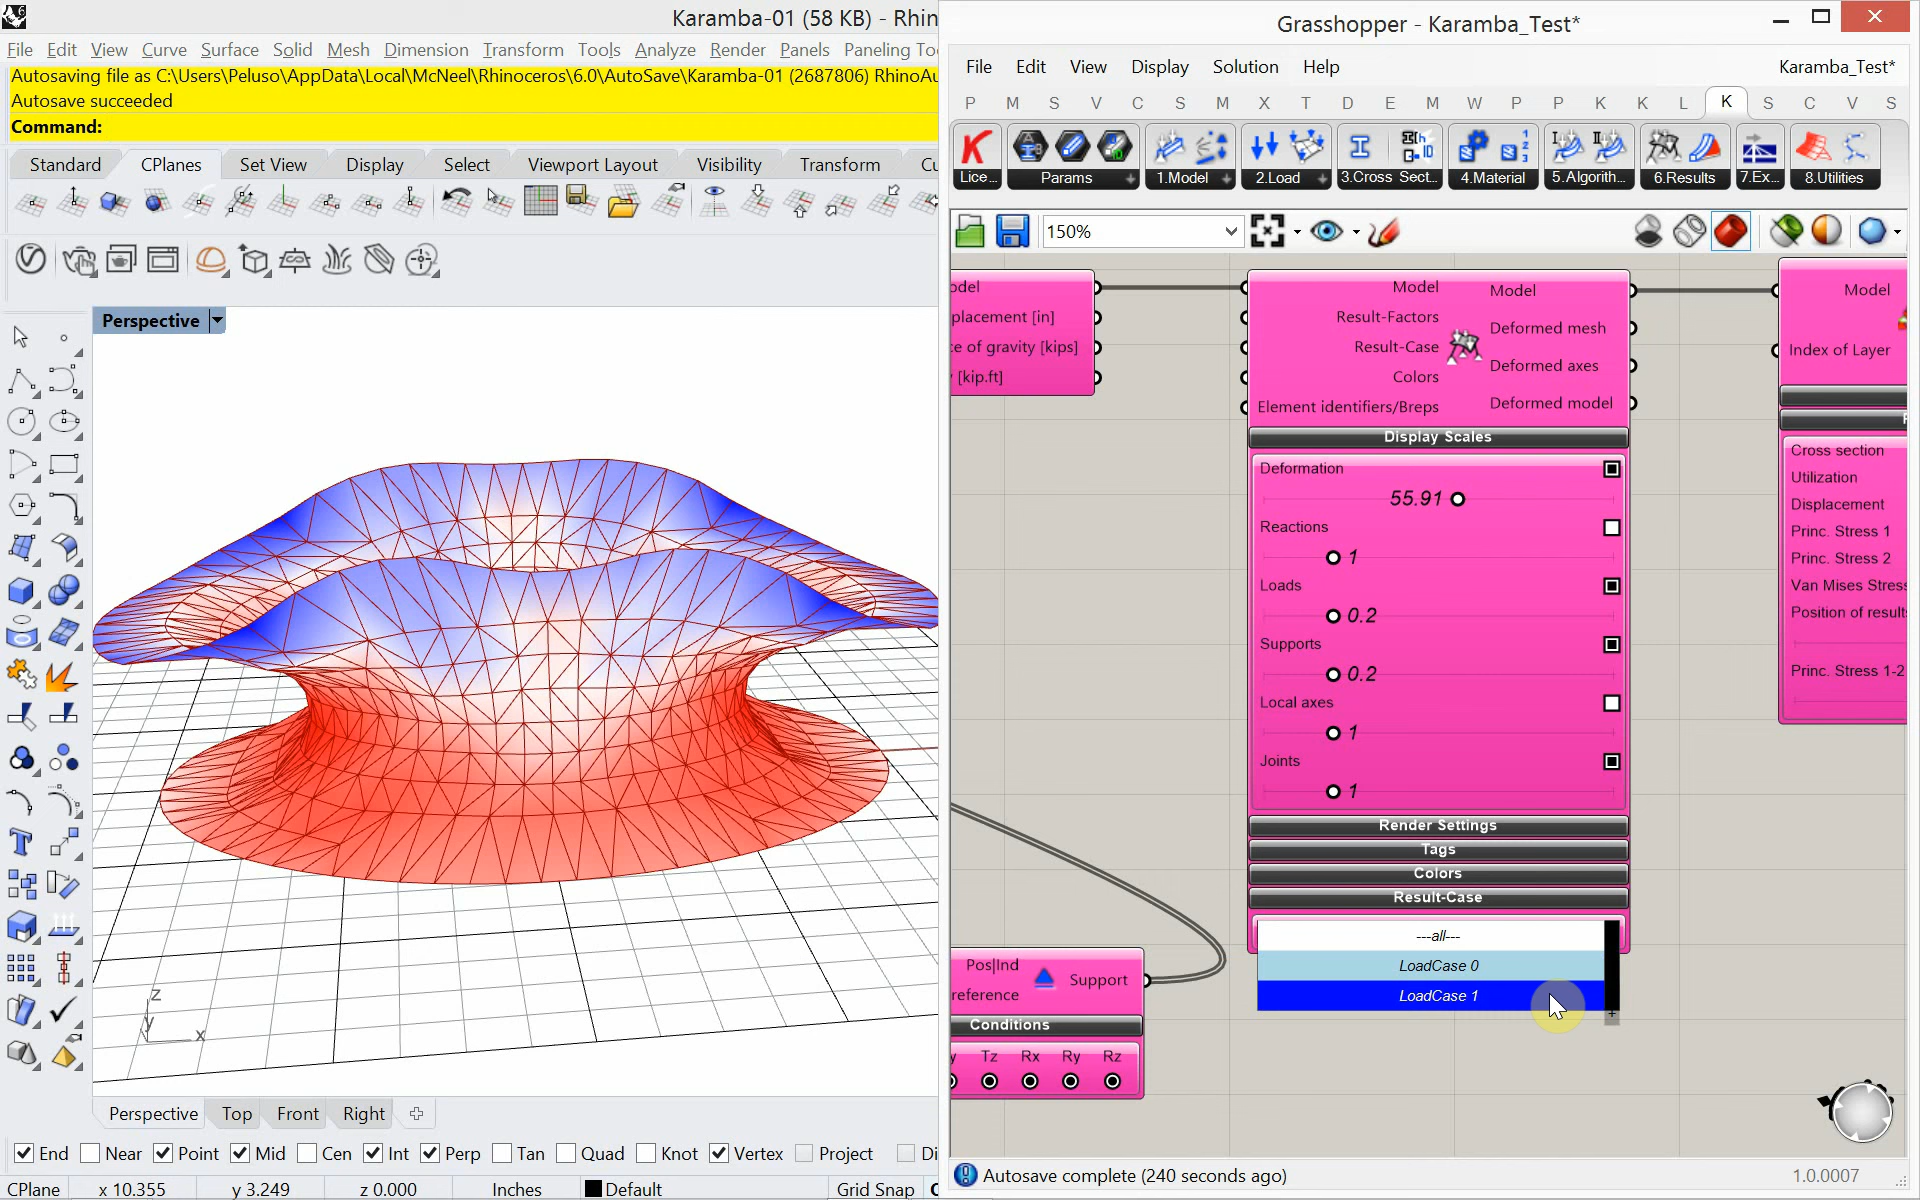 Karamba-01 (58 KB) - Rhin
File Edit View Curve Surface Solid Mesh Dimension Transform Tools Analyze Render Panels Paneling To
Autosaving file as C:\Users\Peluso\AppData\Local\McNeel\Rhinoceros\6.0\AutoSave\Karamba-01 (2687806) RhinoAu
Autosave succeeded
Command:
Standard CPlanes Set View Display Select Viewport Layout Visibility Transform Cu
Perspective
z
y
x
Perspective Top Front Right
End Near Point Mid Cen Int Perp Tan Quad Knot Vertex Project Di
CPlane x 10.355 y 3.249 z 0.000 Inches Default Grid Snap
Grasshopper - Karamba_Test*
File Edit View Display Solution Help Karamba_Test*
P M S V C S M X T D E M W P P K K L K S C V S
Lice... Params 1.Model 2.Load 3.Cross Sect... 4.Material 5.Algorith... 6.Results 7.Ex... 8.Utilities
150%
odel
placement [in]
ce of gravity [kips]
[kip.ft]
Model
Result-Factors
Result-Case
Colors
Element identifiers/Breps
Model
Deformed mesh
Deformed axes
Deformed model
Display Scales
Deformation
55.91
Reactions
1
Loads
0.2
Supports
0.2
Local axes
1
Joints
1
Render Settings
Tags
Colors
Result-Case
---all---
LoadCase 0
LoadCase 1
Model
Index of Layer
Cross section
Utilization
Displacement
Princ. Stress 1
Princ. Stress 2
Van Mises Stress
Position of results
Princ. Stress 1-2
Pos|Ind
reference
Support
Conditions
y Tz Rx Ry Rz
Autosave complete (240 seconds ago)
1.0.0007